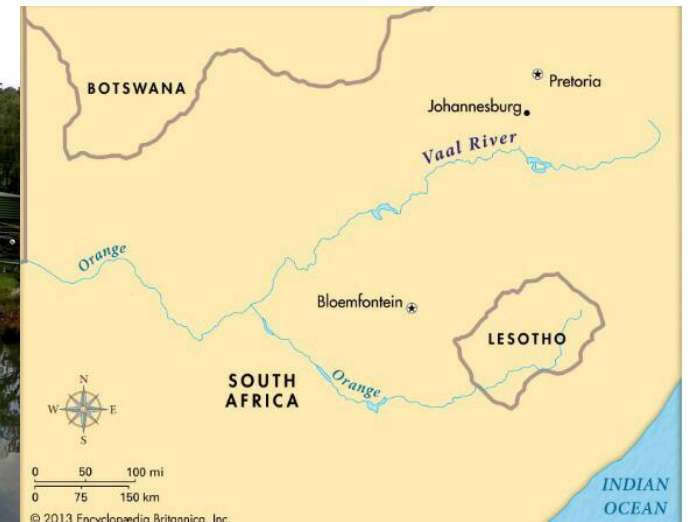 BOTSWANA
Pretoria
Johannesburg
Vaal River
Orange
Bloemfontein
LESOTHO
SOUTH
AFRICA
Orange
N
W E
S
0 50 100 mi
0 75 150 km
INDIAN
OCEAN
© 2013 Encyclopædia Britannica, Inc.